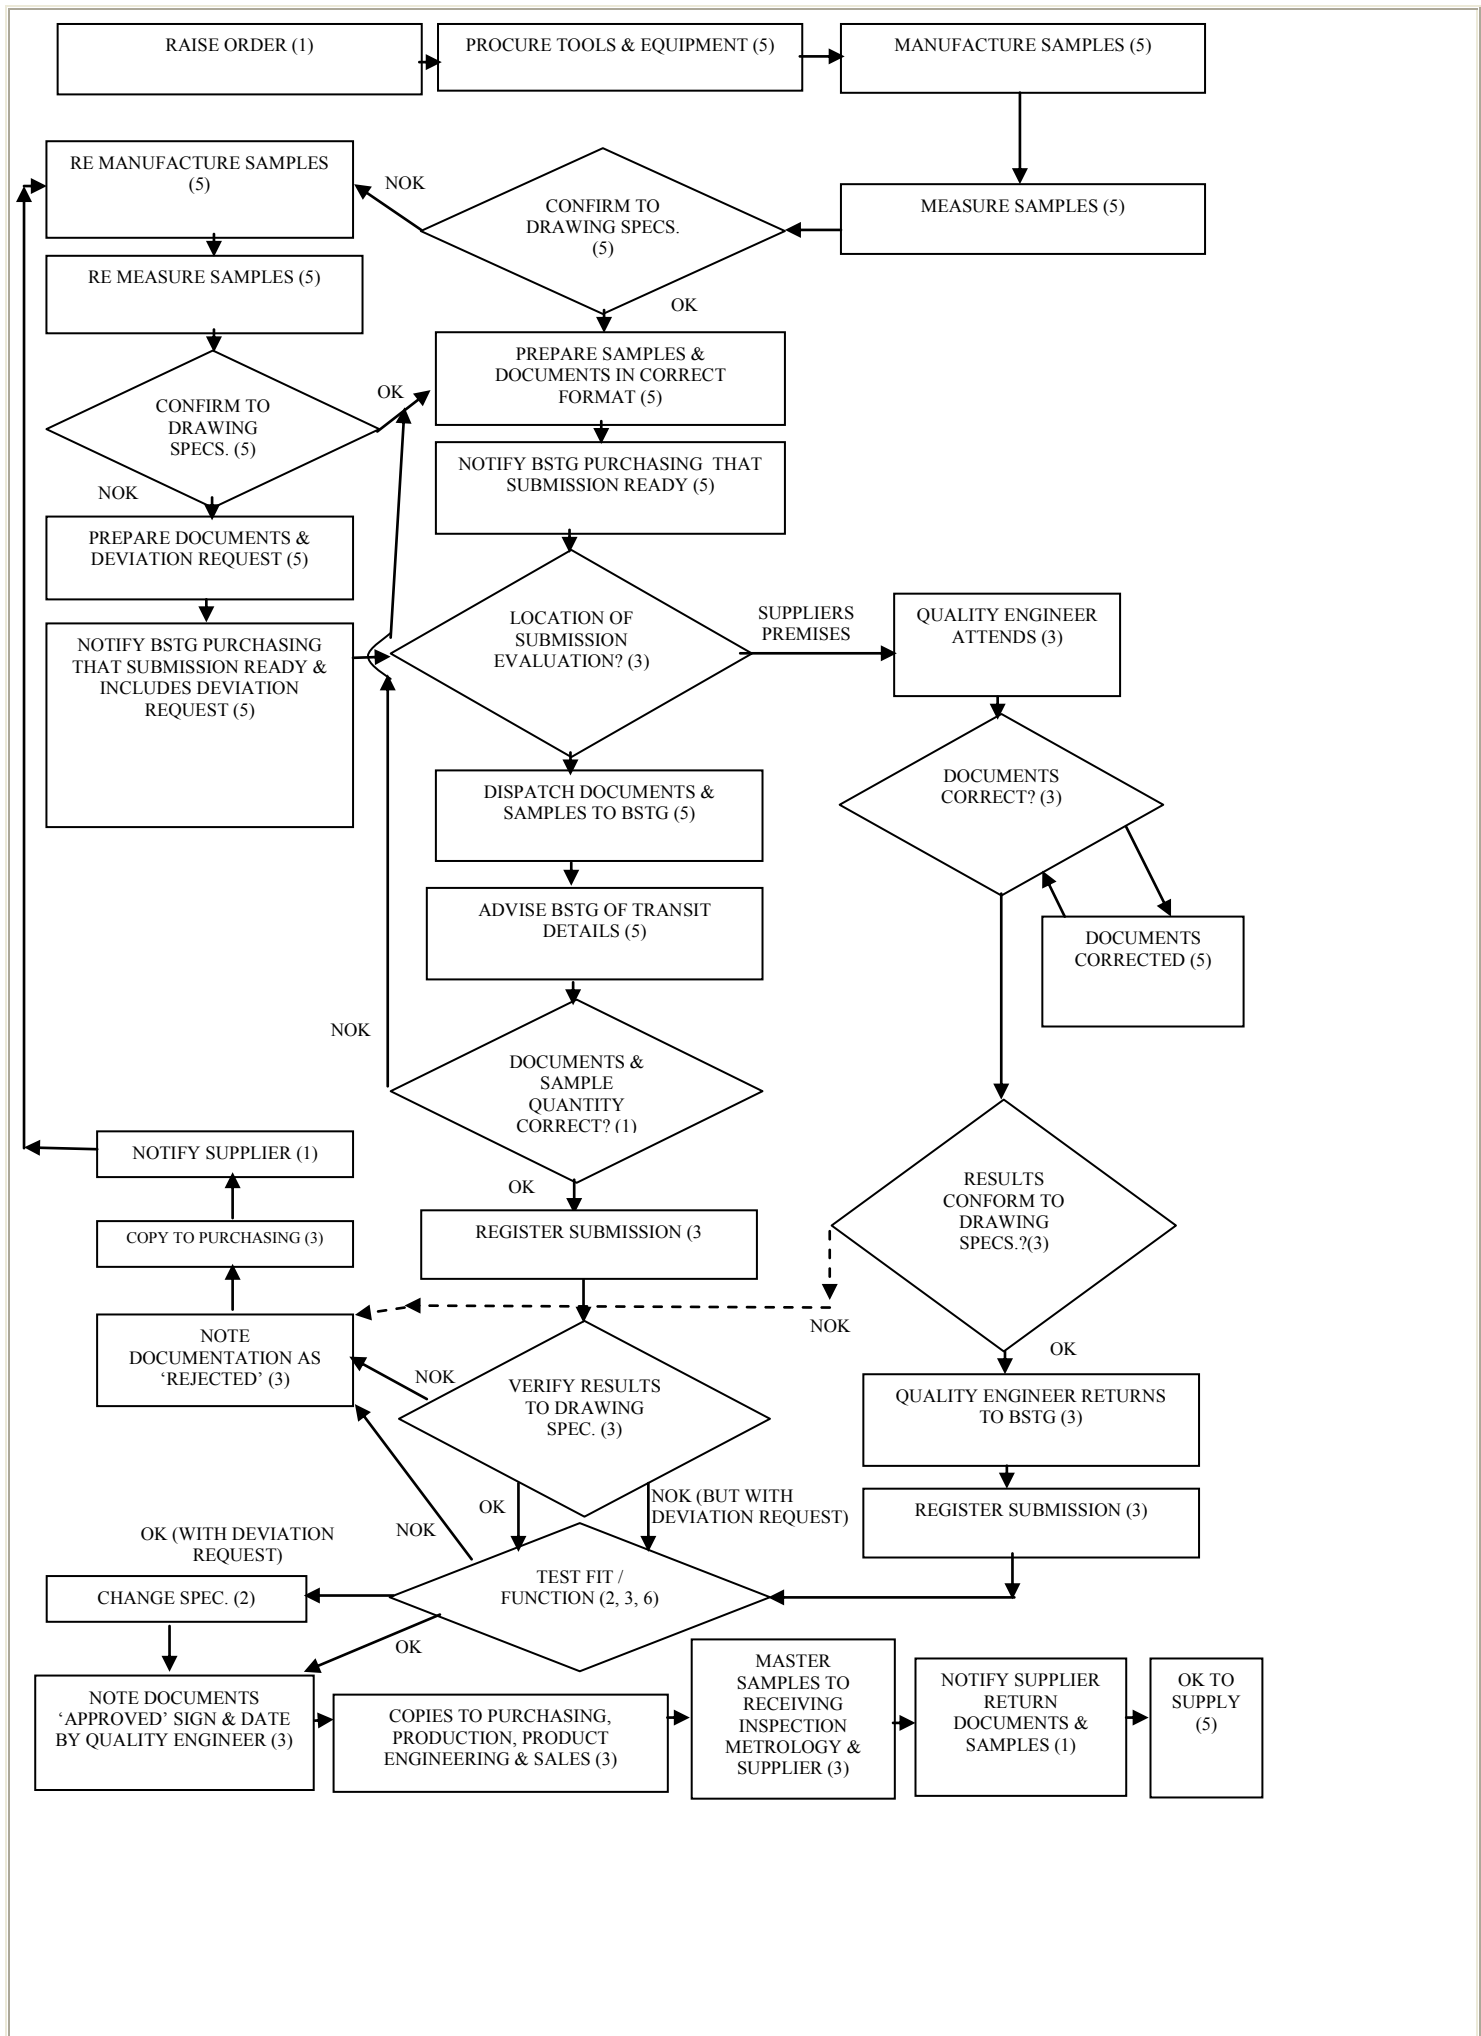 RAISE ORDER (1)
PROCURE TOOLS & EQUIPMENT (5)
MANUFACTURE SAMPLES (5)
RE MANUFACTURE SAMPLES
(5)
NOK
CONFIRM TO
DRAWING SPECS.
(5)
MEASURE SAMPLES (5)
RE MEASURE SAMPLES (5)
OK
PREPARE SAMPLES &
DOCUMENTS IN CORRECT
FORMAT (5)
OK
CONFIRM TO
DRAWING
SPECS. (5)
NOK
NOTIFY BSTG PURCHASING THAT
SUBMISSION READY (5)
PREPARE DOCUMENTS &
DEVIATION REQUEST (5)
NOTIFY BSTG PURCHASING
THAT SUBMISSION READY &
INCLUDES DEVIATION
REQUEST (5)
LOCATION OF
SUBMISSION
EVALUATION? (3)
SUPPLIERS
PREMISES
QUALITY ENGINEER
ATTENDS (3)
DISPATCH DOCUMENTS &
SAMPLES TO BSTG (5)
DOCUMENTS
CORRECT? (3)
ADVISE BSTG OF TRANSIT
DETAILS (5)
DOCUMENTS
CORRECTED (5)
NOK
DOCUMENTS &
SAMPLE
QUANTITY
CORRECT? (1)
NOTIFY SUPPLIER (1)
OK
RESULTS
CONFORM TO
DRAWING
SPECS.?(3)
COPY TO PURCHASING (3)
REGISTER SUBMISSION (3
NOK
NOTE
DOCUMENTATION AS
‘REJECTED’ (3)
NOK
VERIFY RESULTS
TO DRAWING
SPEC. (3)
OK
QUALITY ENGINEER RETURNS
TO BSTG (3)
OK
NOK (BUT WITH
DEVIATION REQUEST)
REGISTER SUBMISSION (3)
NOK
OK (WITH DEVIATION
REQUEST)
CHANGE SPEC. (2)
TEST FIT /
FUNCTION (2, 3, 6)
OK
NOTE DOCUMENTS
‘APPROVED’ SIGN & DATE
BY QUALITY ENGINEER (3)
COPIES TO PURCHASING,
PRODUCTION, PRODUCT
ENGINEERING & SALES (3)
MASTER
SAMPLES TO
RECEIVING
INSPECTION
METROLOGY &
SUPPLIER (3)
NOTIFY SUPPLIER
RETURN
DOCUMENTS &
SAMPLES (1)
OK TO
SUPPLY
(5)